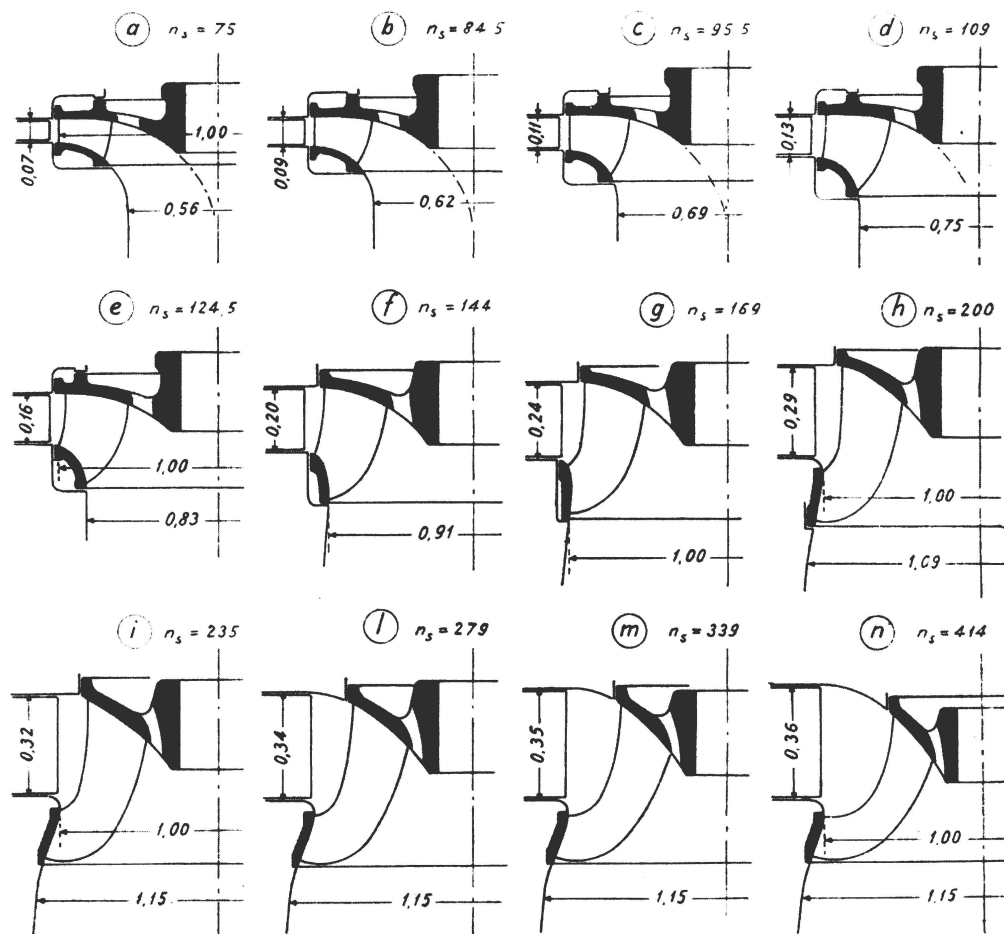 a n_s = 75
b n_s = 84.5
c n_s = 95.5
d n_s = 109
0,07
1,00
0,56
0,09
0,62
0,11
0,69
0,13
0,75
e n_s = 124.5
f n_s = 144
g n_s = 169
h n_s = 200
0,16
1,00
0,83
0,20
0,91
0,24
1,00
0,29
1,00
1,09
i n_s = 235
l n_s = 279
m n_s = 339
n n_s = 414
0,32
1,00
1,15
0,34
1,15
0,35
1,15
0,36
1,00
1,15